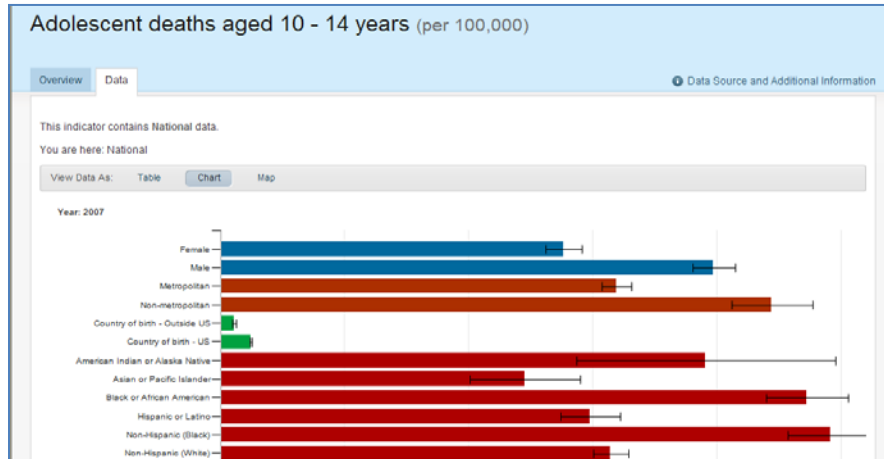 Adolescent deaths aged 10 - 14 years (per 100,000)
Overview Data
Data Source and Additional Information
This indicator contains National data.
You are here: National
View Data As: Table Chart Map
Year: 2007
Female
Male
Metropolitan
Non-metropolitan
Country of birth - Outside US
Country of birth - US
American Indian or Alaska Native
Asian or Pacific Islander
Black or African American
Hispanic or Latino
Non-Hispanic (Black)
Non-Hispanic (White)